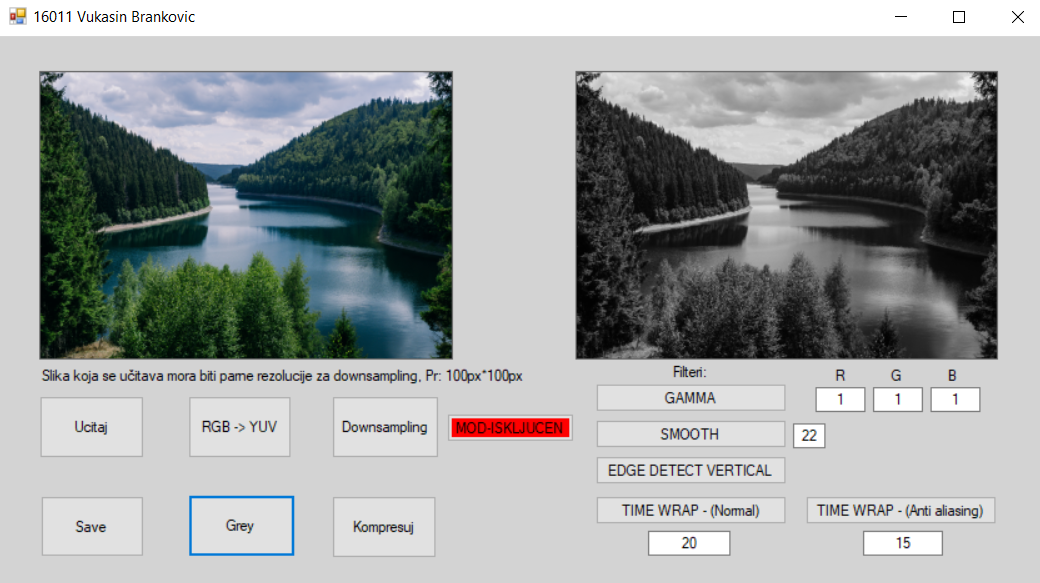 16011 Vukasin Brankovic
Slika koja se učitava mora biti parne rezolucije za downsampling, Pr: 100px*100px
Ucitaj
RGB -> YUV
Downsampling
MOD-ISKLJUCEN
Save
Grey
Kompresuj
Filteri:
R G B
GAMMA
1 1 1
SMOOTH
22
EDGE DETECT VERTICAL
TIME WRAP - (Normal)
TIME WRAP - (Anti aliasing)
20
15